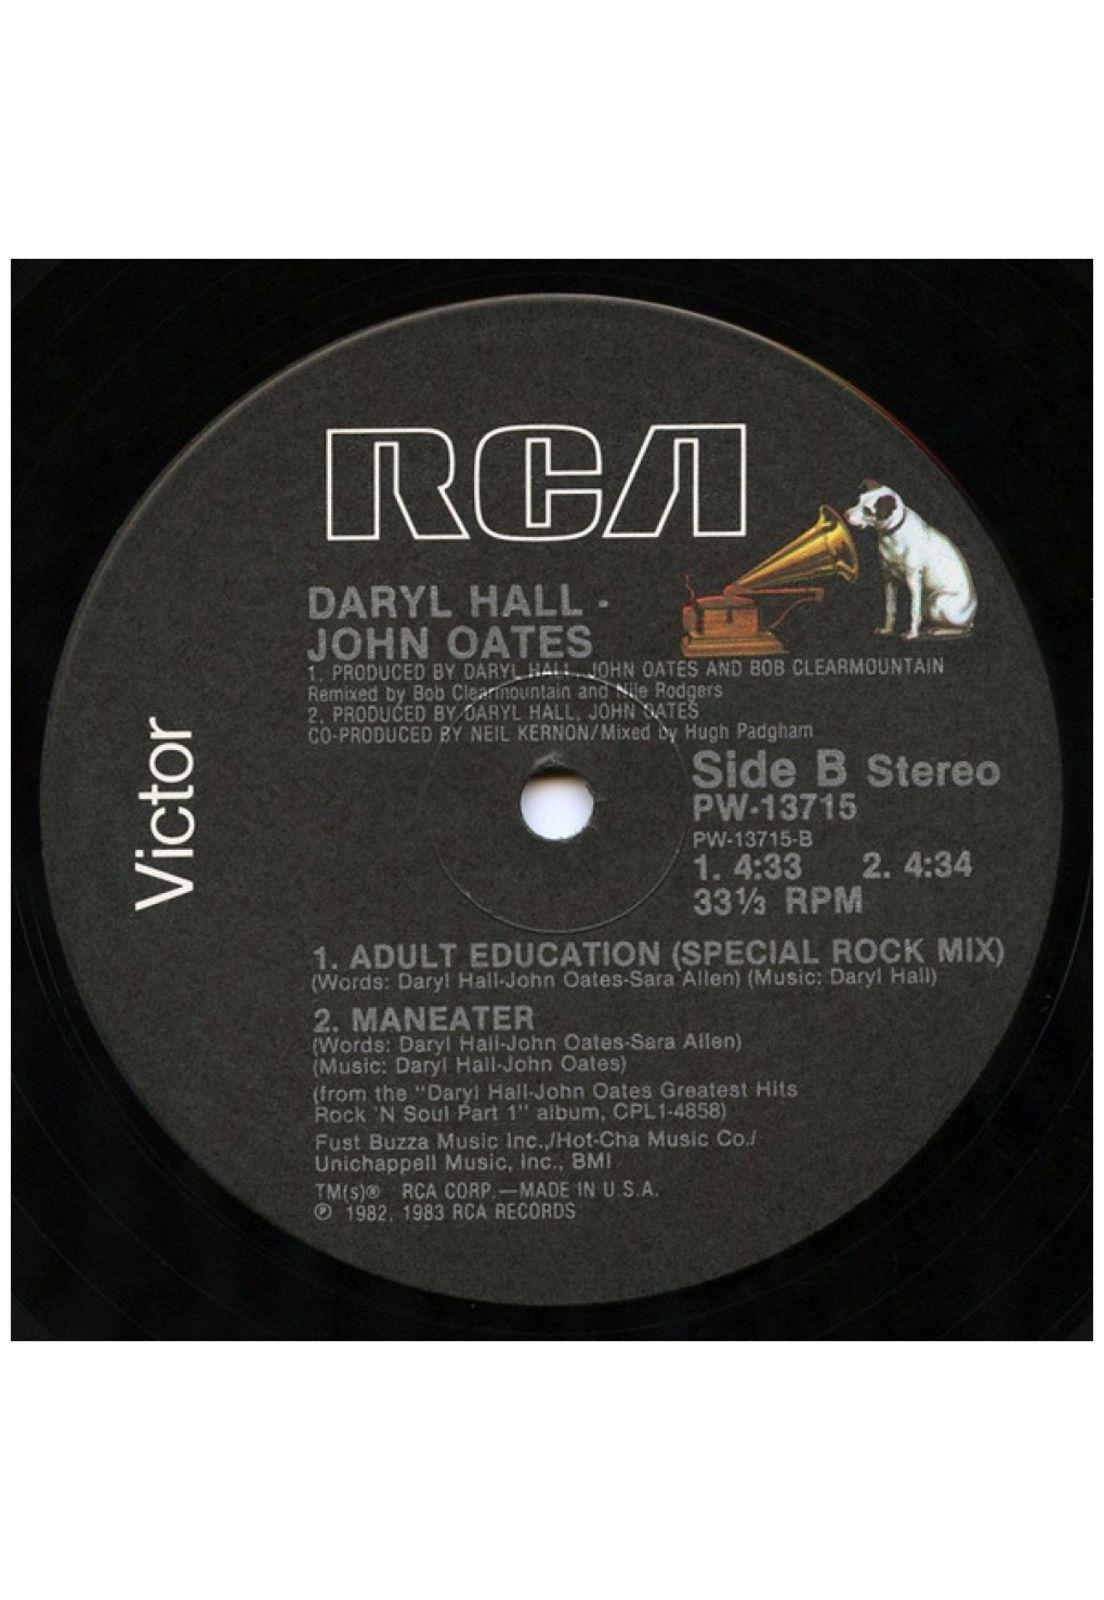 RCA
DARYL HALL -
JOHN OATES
1. PRODUCED BY DARYL HALL, JOHN OATES AND BOB CLEARMOUNTAIN
Remixed by Bob Clearmountain and Nile Rodgers
2. PRODUCED BY DARYL HALL, JOHN OATES
CO-PRODUCED BY NEIL KERNON/Mixed by Hugh Padgham
Victor
Side B Stereo
PW-13715
PW-13715-B
1. 4:33 2. 4:34
33⅓ RPM
1. ADULT EDUCATION (SPECIAL ROCK MIX)
(Words: Daryl Hall-John Oates-Sara Allen) (Music: Daryl Hall)
2. MANEATER
(Words: Daryl Hall-John Oates-Sara Allen)
(Music: Daryl Hall-John Oates)
(from the "Daryl Hall-John Oates Greatest Hits
Rock 'N Soul Part 1" album, CPL1-4858)
Fust Buzza Music Inc.,/Hot-Cha Music Co./
Unichappell Music, Inc., BMI
TM(s)® RCA CORP.—MADE IN U.S.A.
℗ 1982, 1983 RCA RECORDS